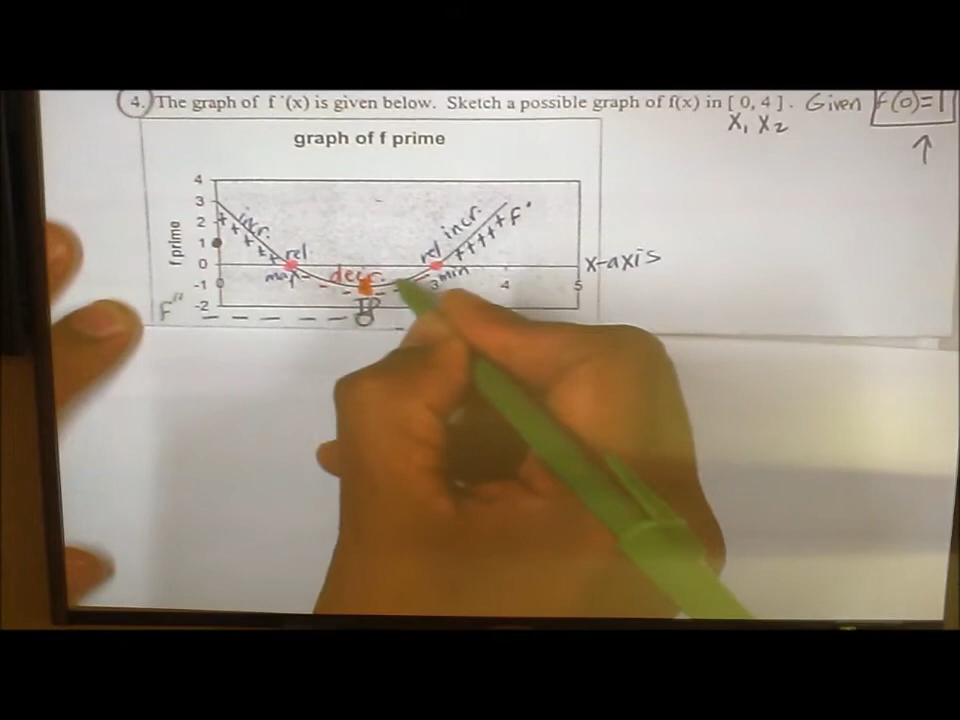 4. The graph of f '(x) is given below. Sketch a possible graph of f(x) in [ 0, 4 ]. Given f(0)=1
x₁ x₂
graph of f prime
4
3
2
1
0
-1
-2
f prime
incr.
rel.
max
decr.
IP
rel
min
incr.
f'
x-axis
0
3
4
5
F''